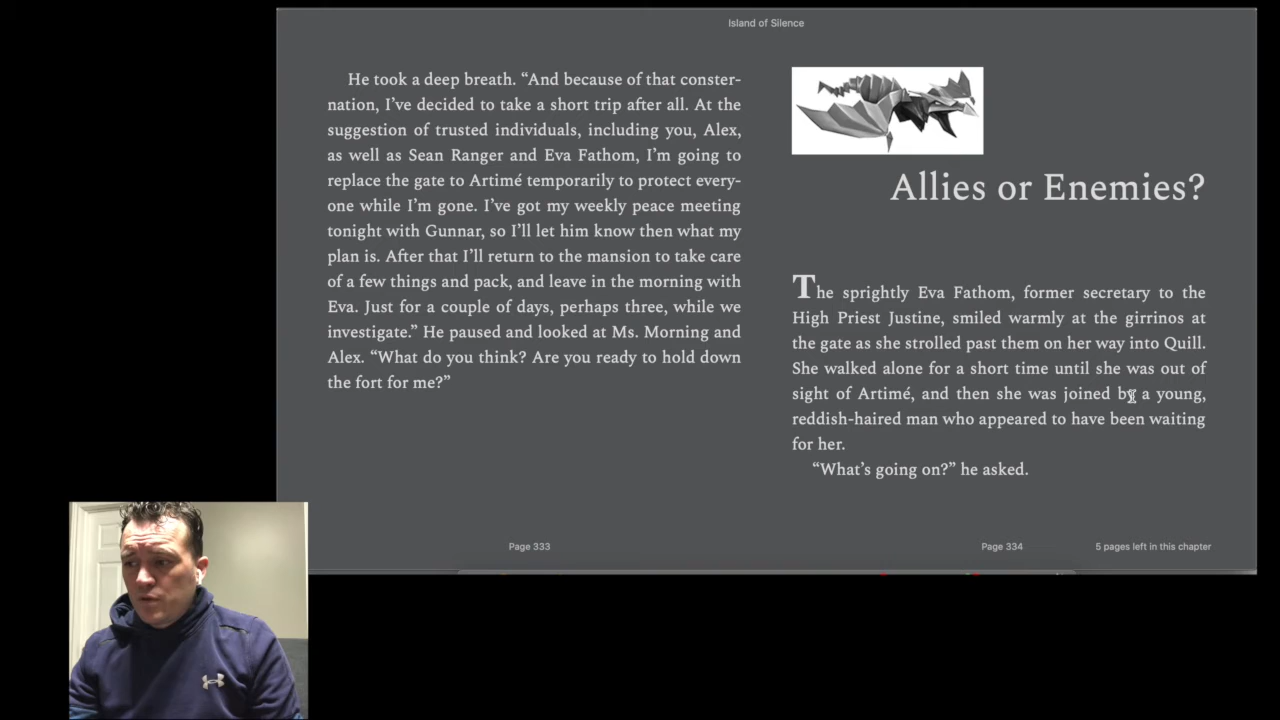 Island of Silence
He took a deep breath. “And because of that conster-
nation, I’ve decided to take a short trip after all. At the
suggestion of trusted individuals, including you, Alex,
as well as Sean Ranger and Eva Fathom, I’m going to
replace the gate to Artimé temporarily to protect every-
one while I’m gone. I’ve got my weekly peace meeting
tonight with Gunnar, so I’ll let him know then what my
plan is. After that I’ll return to the mansion to take care
of a few things and pack, and leave in the morning with
Eva. Just for a couple of days, perhaps three, while we
investigate.” He paused and looked at Ms. Morning and
Alex. “What do you think? Are you ready to hold down
the fort for me?”
Page 333
Allies or Enemies?
The sprightly Eva Fathom, former secretary to the
High Priest Justine, smiled warmly at the girrinos at
the gate as she strolled past them on her way into Quill.
She walked alone for a short time until she was out of
sight of Artimé, and then she was joined by a young,
reddish-haired man who appeared to have been waiting
for her.
“What’s going on?” he asked.
Page 334
5 pages left in this chapter